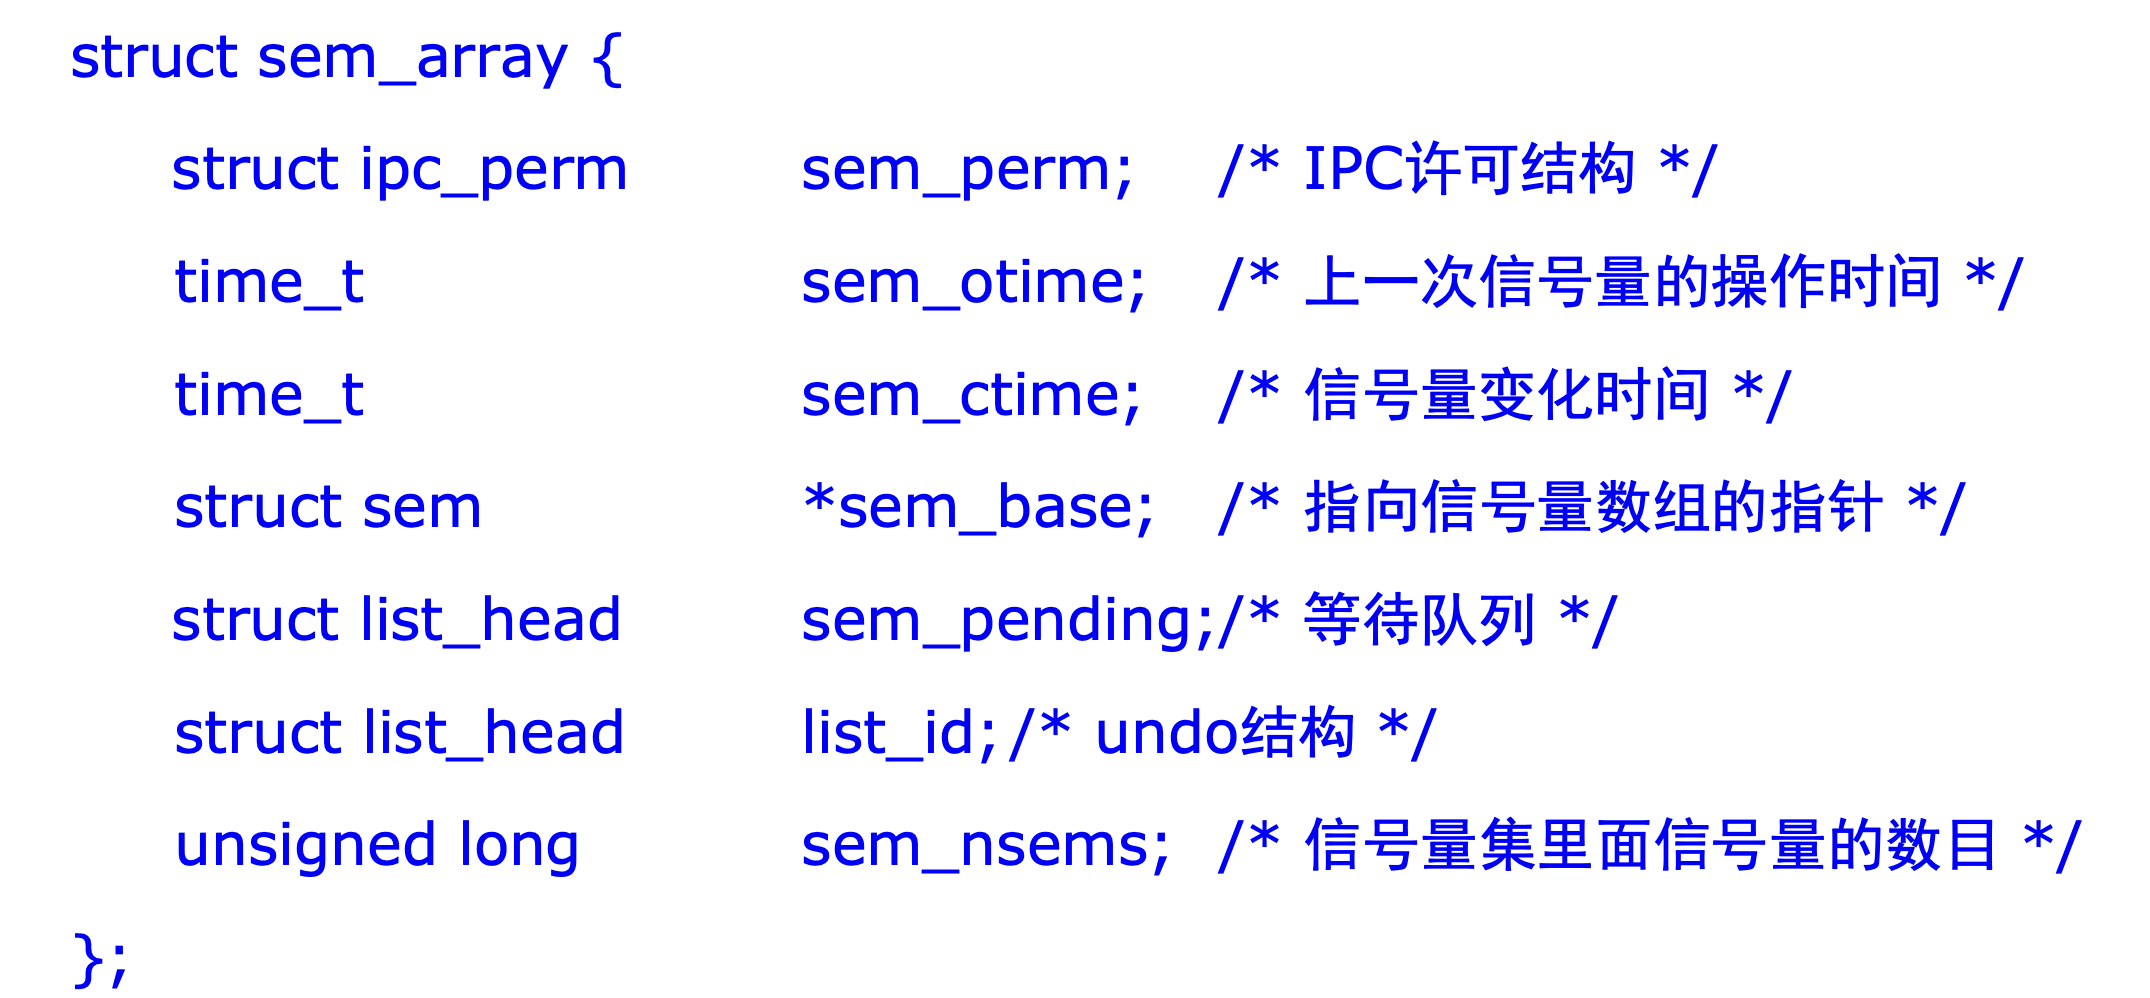 struct sem_array {
struct ipc_perm sem_perm; /* IPC许可结构 */
time_t sem_otime; /* 上一次信号量的操作时间 */
time_t sem_ctime; /* 信号量变化时间 */
struct sem *sem_base; /* 指向信号量数组的指针 */
struct list_head sem_pending;/* 等待队列 */
struct list_head list_id;/* undo结构 */
unsigned long sem_nsems; /* 信号量集里面信号量的数目 */
};